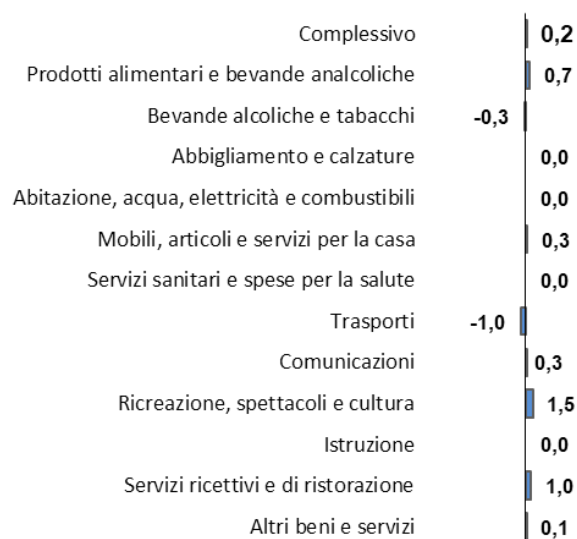 Complessivo 0,2
Prodotti alimentari e bevande analcoliche 0,7
Bevande alcoliche e tabacchi -0,3
Abbigliamento e calzature 0,0
Abitazione, acqua, elettricità e combustibili 0,0
Mobili, articoli e servizi per la casa 0,3
Servizi sanitari e spese per la salute 0,0
Trasporti -1,0
Comunicazioni 0,3
Ricreazione, spettacoli e cultura 1,5
Istruzione 0,0
Servizi ricettivi e di ristorazione 1,0
Altri beni e servizi 0,1